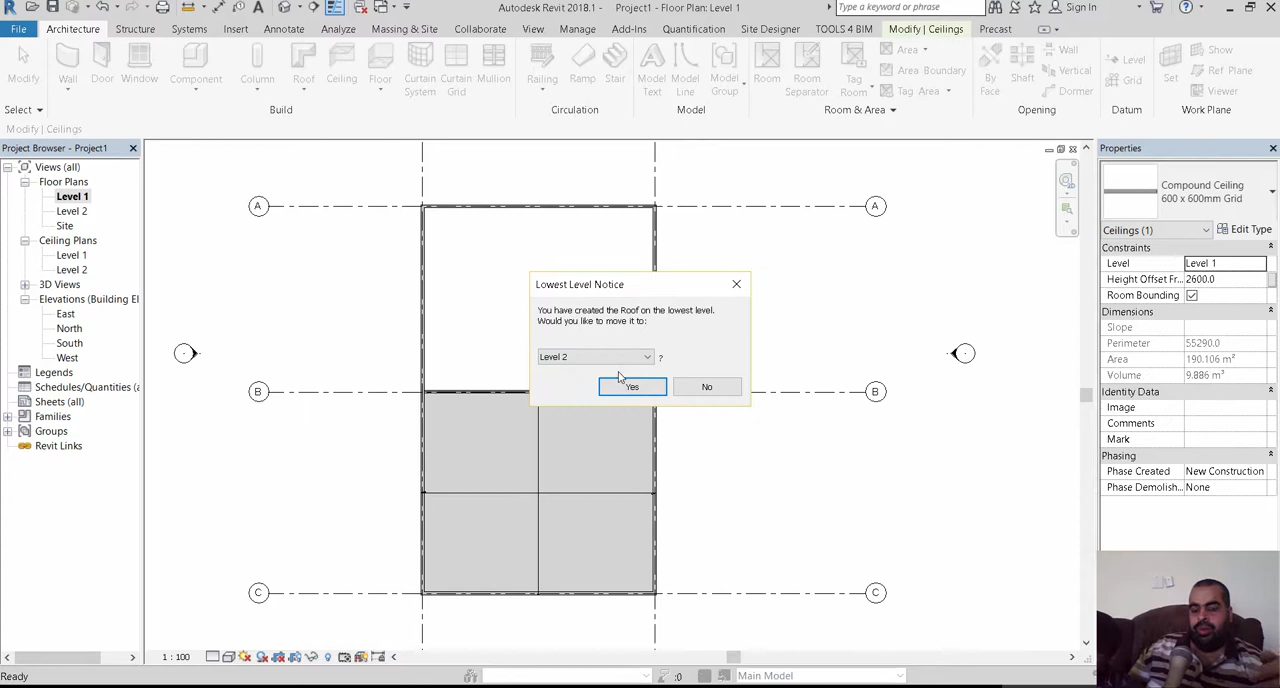 Autodesk Revit 2018.1 - Project1 - Floor Plan: Level 1
Type a keyword or phrase
Sign In
File Architecture Structure Systems Insert Annotate Analyze Massing & Site Collaborate View Manage Add-Ins Quantification Site Designer TOOLS 4 BIM Modify | Ceilings Precast
Modify Wall Door Window Component Column Roof Ceiling Floor Curtain System Curtain Grid Mullion Railing Ramp Stair Model Text Model Line Model Group Room Room Separator Tag Room Area Area Boundary Tag Area By Face Shaft Wall Vertical Dormer Level Grid Set Show Ref Plane Viewer
Select Build Circulation Model Room & Area Opening Datum Work Plane
Modify | Ceilings
Project Browser - Project1
Views (all)
Floor Plans
Level 1
Level 2
Site
Ceiling Plans
Level 1
Level 2
3D Views
Elevations (Building El
East
North
South
West
Legends
Schedules/Quantities (a
Sheets (all)
Families
Groups
Revit Links
A A
B B
C C
Lowest Level Notice
You have created the Roof on the lowest level.
Would you like to move it to:
Level 2 ?
Yes No
Properties
Compound Ceiling
600 x 600mm Grid
Ceilings (1) Edit Type
Constraints
Level Level 1
Height Offset Fr... 2600.0
Room Bounding
Dimensions
Slope
Perimeter 55290.0
Area 190.106 m²
Volume 9.886 m³
Identity Data
Image
Comments
Mark
Phasing
Phase Created New Construction
Phase Demolish... None
1 : 100
Ready
:0
Main Model